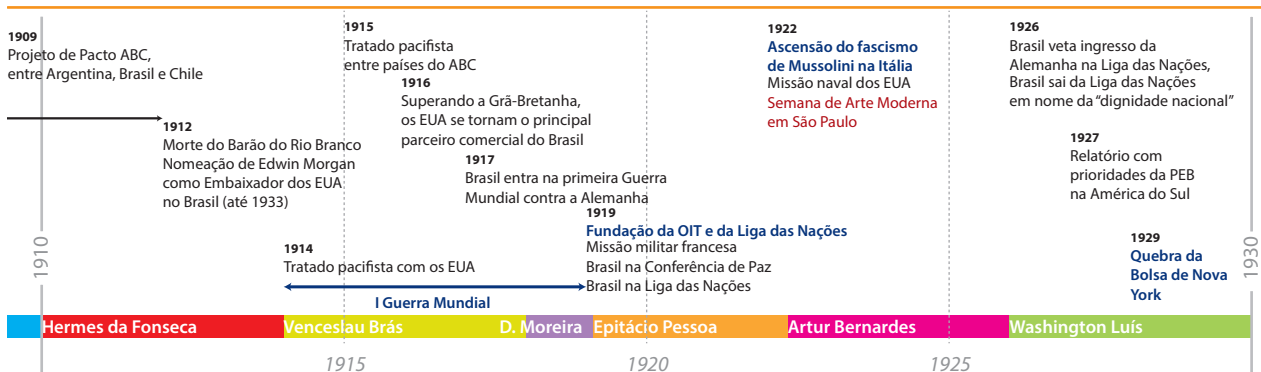 1909
Projeto de Pacto ABC,
entre Argentina, Brasil e Chile
1912
Morte do Barão do Rio Branco
Nomeação de Edwin Morgan
como Embaixador dos EUA
no Brasil (até 1933)
1914
Tratado pacifista com os EUA
I Guerra Mundial
1915
Tratado pacifista
entre países do ABC
1916
Superando a Grã-Bretanha,
os EUA se tornam o principal
parceiro comercial do Brasil
1917
Brasil entra na primeira Guerra
Mundial contra a Alemanha
1919
Fundação da OIT e da Liga das Nações
Missão militar francesa
Brasil na Conferência de Paz
Brasil na Liga das Nações
1922
Ascensão do fascismo
de Mussolini na Itália
Missão naval dos EUA
Semana de Arte Moderna
em São Paulo
1926
Brasil veta ingresso da
Alemanha na Liga das Nações,
Brasil sai da Liga das Nações
em nome da “dignidade nacional”
1927
Relatório com
prioridades da PEB
na América do Sul
1929
Quebra da
Bolsa de Nova
York
1910
1930
Hermes da Fonseca
Venceslau Brás
D. Moreira
Epitácio Pessoa
Artur Bernardes
Washington Luís
1915
1920
1925